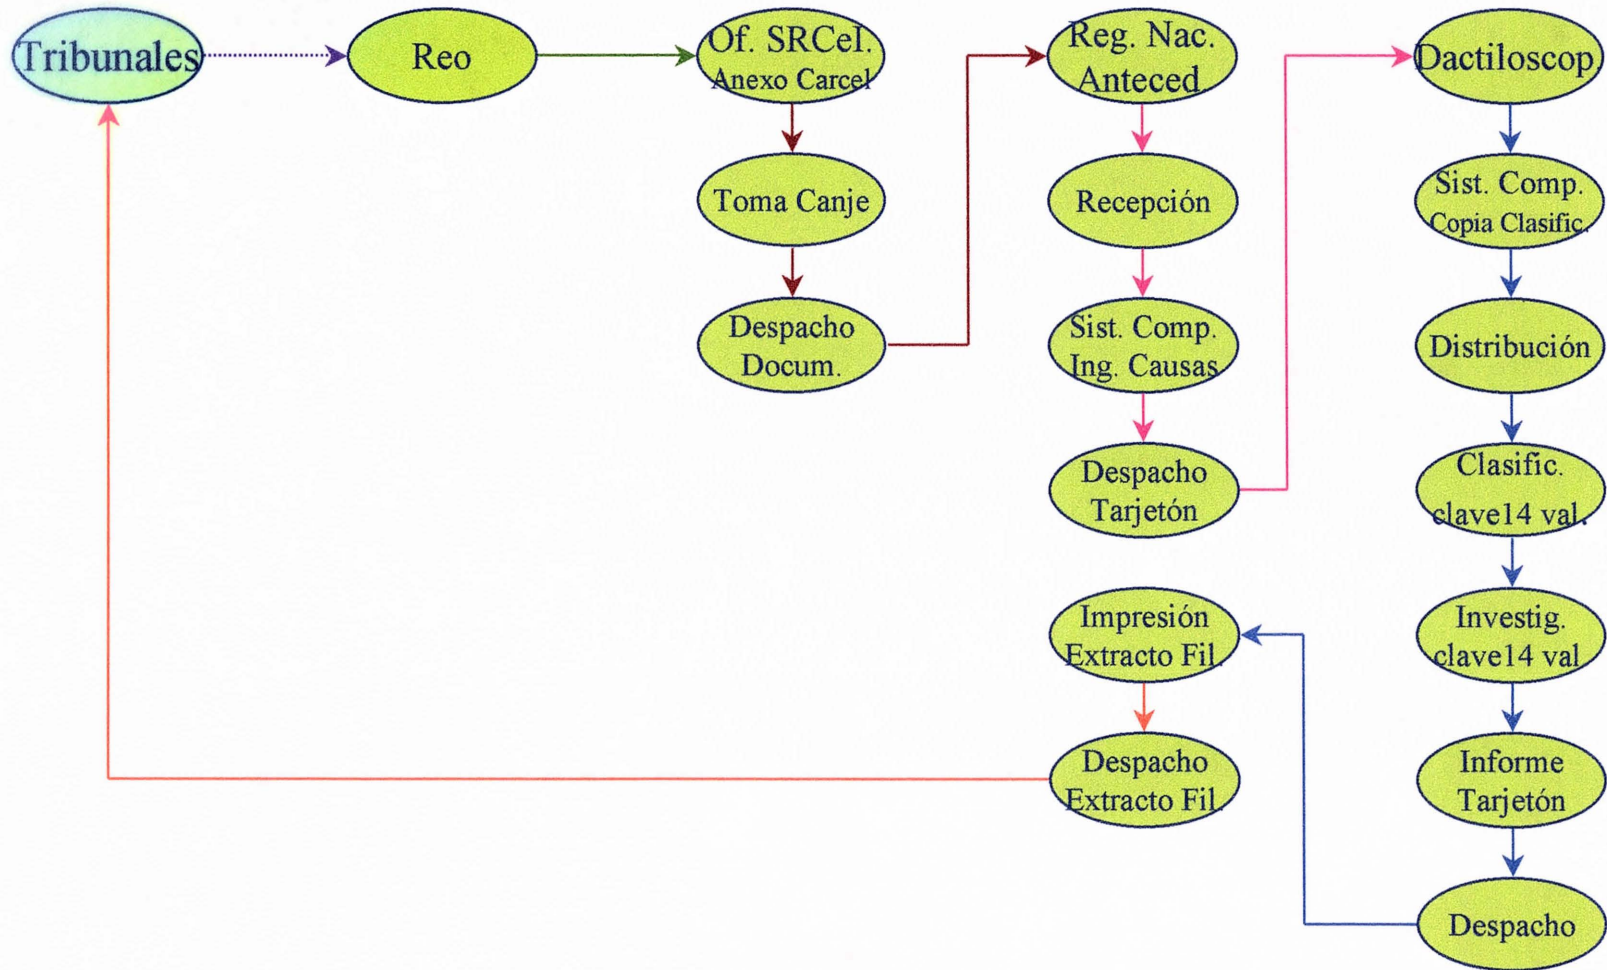 Tribunales
Reo
Of. SRCeI.
Anexo Carcel
Toma Canje
Despacho
Docum.
Reg. Nac.
Anteced.
Recepción
Sist. Comp.
Ing. Causas
Despacho
Tarjetón
Dactiloscop.
Sist. Comp.
Copia Clasific.
Distribución
Clasific.
clave14 val.
Investig.
clave14 val
Informe
Tarjetón
Despacho
Impresión
Extracto Fil.
Despacho
Extracto Fil.